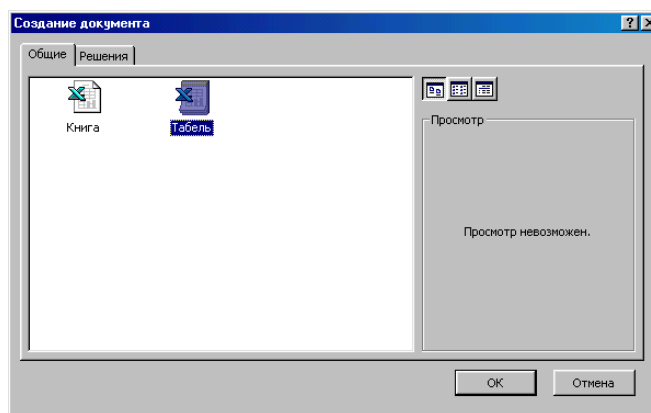 Создание документа
Общие
Решения
Книга
Табель
Просмотр
Просмотр невозможен.
OK
Отмена